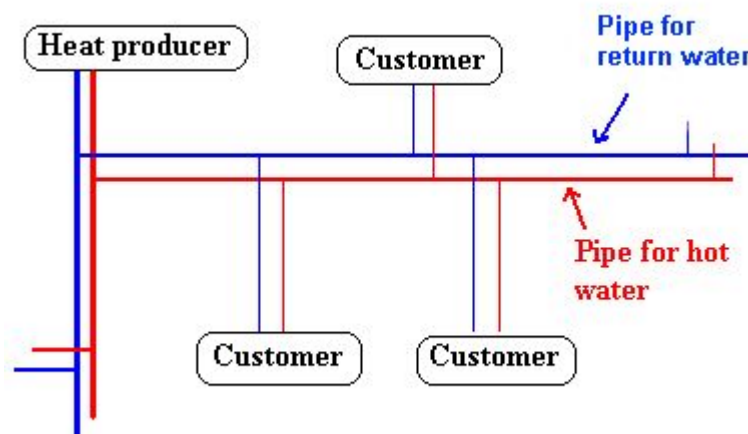 Heat producer
Customer
Pipe for
return water
Pipe for hot
water
Customer
Customer